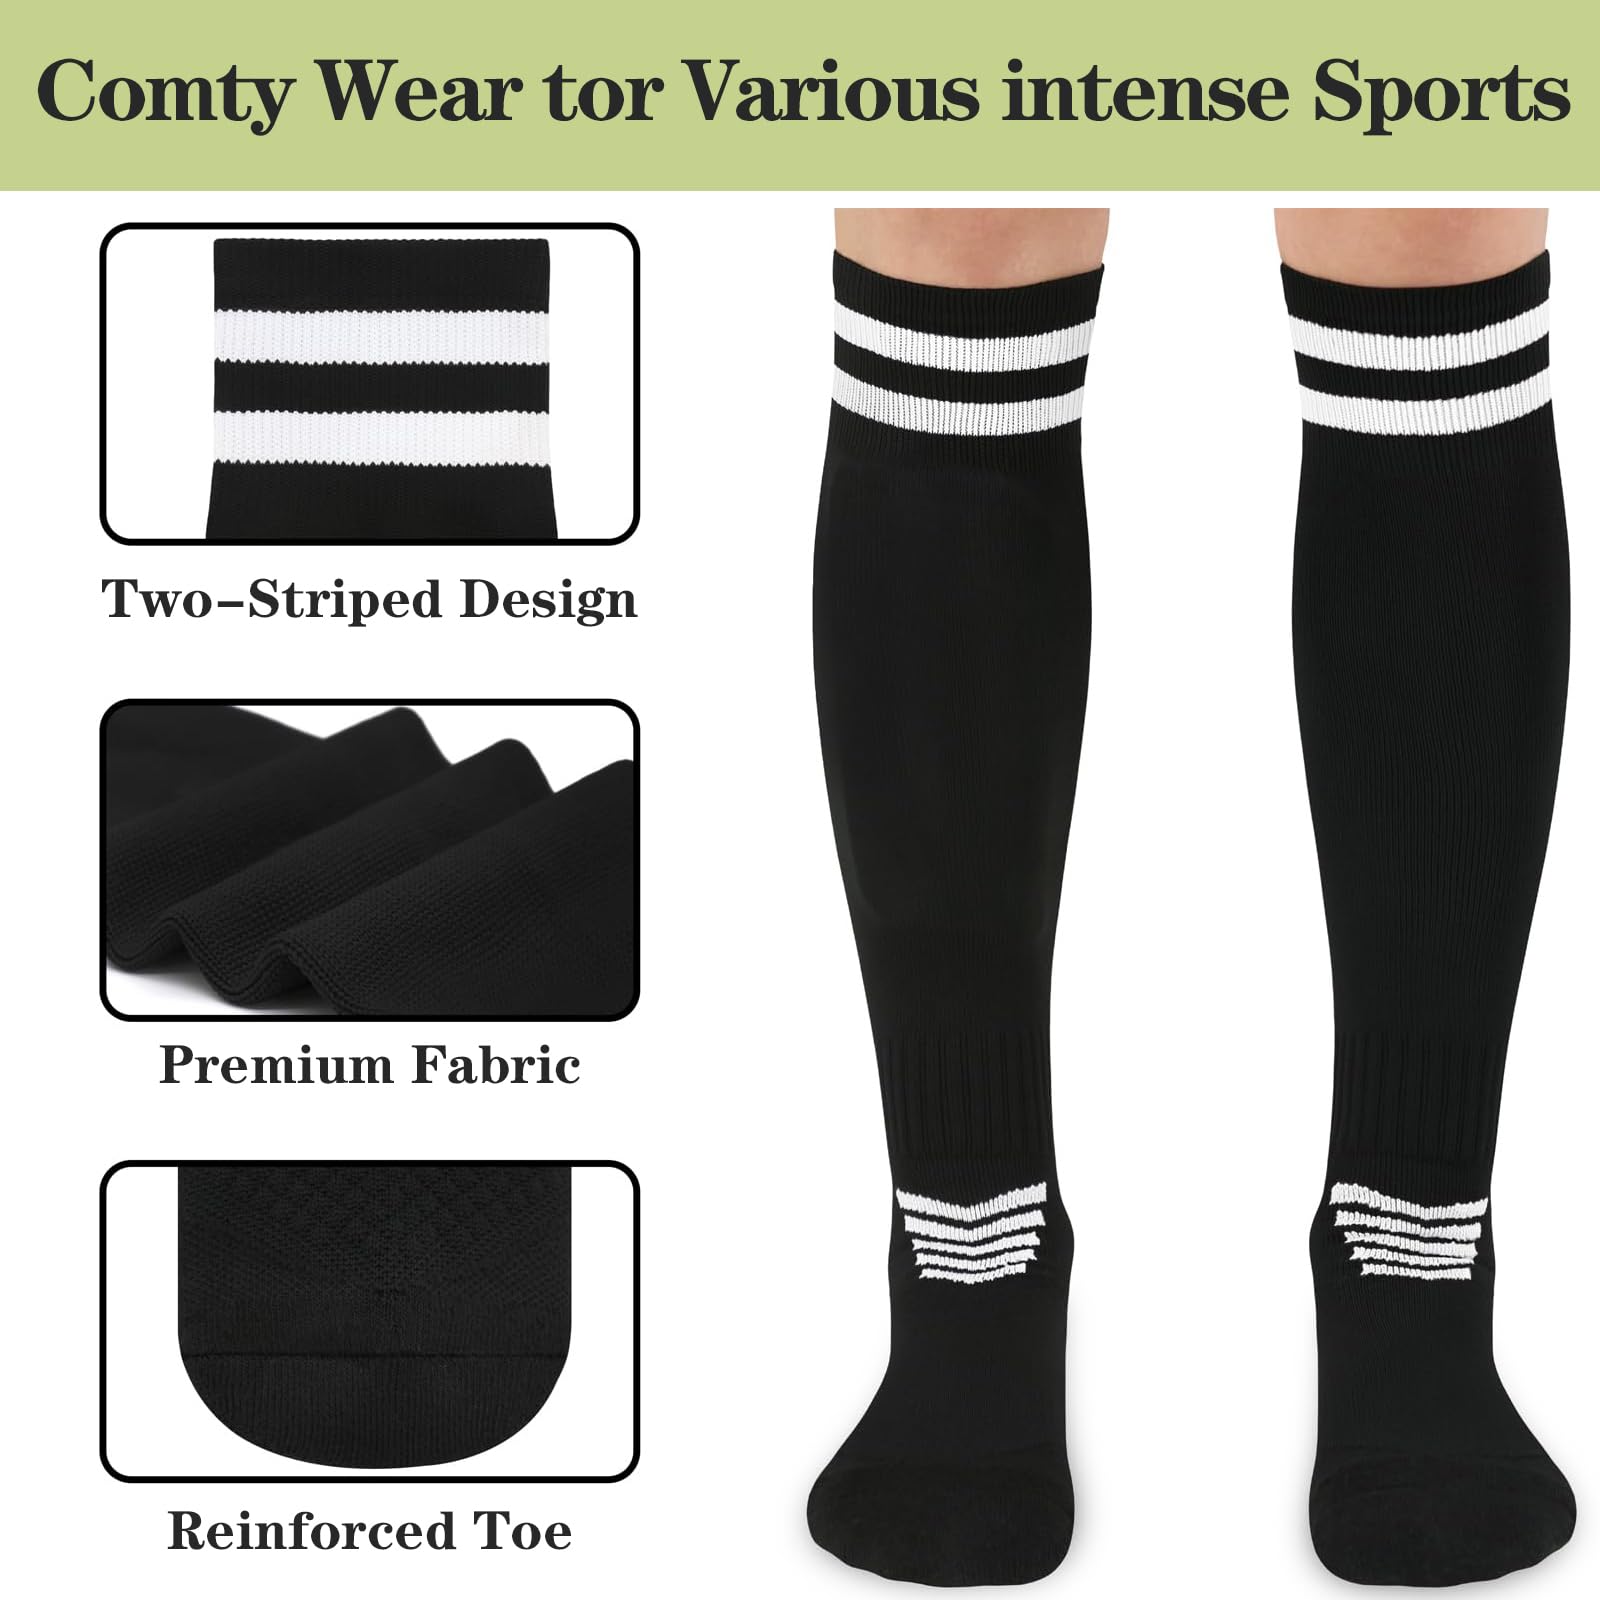 Comty Wear tor Various intense Sports
Two-Striped Design
Premium Fabric
Reinforced Toe